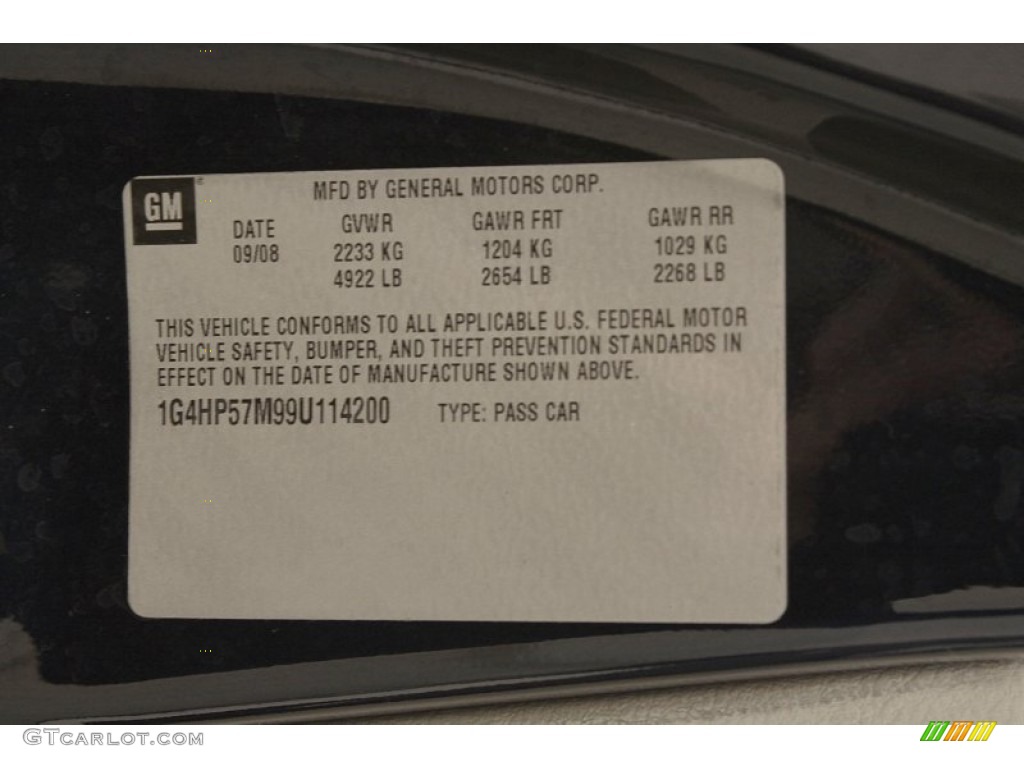 GM
MFD BY GENERAL MOTORS CORP.
DATE GVWR GAWR FRT GAWR RR
09/08 2233 KG 1204 KG 1029 KG
4922 LB 2654 LB 2268 LB
THIS VEHICLE CONFORMS TO ALL APPLICABLE U.S. FEDERAL MOTOR
VEHICLE SAFETY, BUMPER, AND THEFT PREVENTION STANDARDS IN
EFFECT ON THE DATE OF MANUFACTURE SHOWN ABOVE.
1G4HP57M99U114200 TYPE: PASS CAR
GTcarlot.com